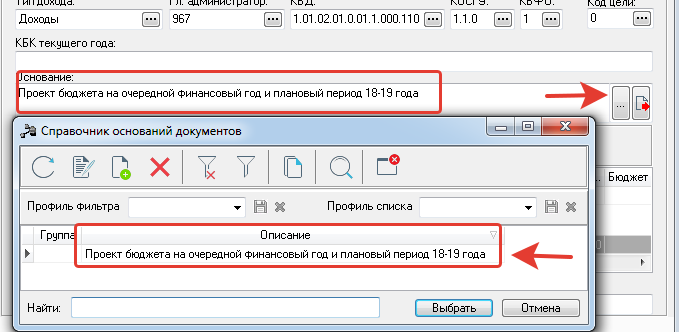 Тип дохода: Гл. администратор: КВД: КОСГУ: КВФО: Код цели:
Доходы ... 967 ... 1.01.02.01.0.01.1.000.110 ... 1.1.0 ... 1 ... 0 ...
КБК текущего года:
Основание:
Проект бюджета на очередной финансовый год и плановый период 18-19 года
...
Справочник оснований документов
.. Бюджет
Профиль фильтра Профиль списка
Группа Описание
Проект бюджета на очередной финансовый год и плановый период 18-19 года
Найти: Выбрать Отмена